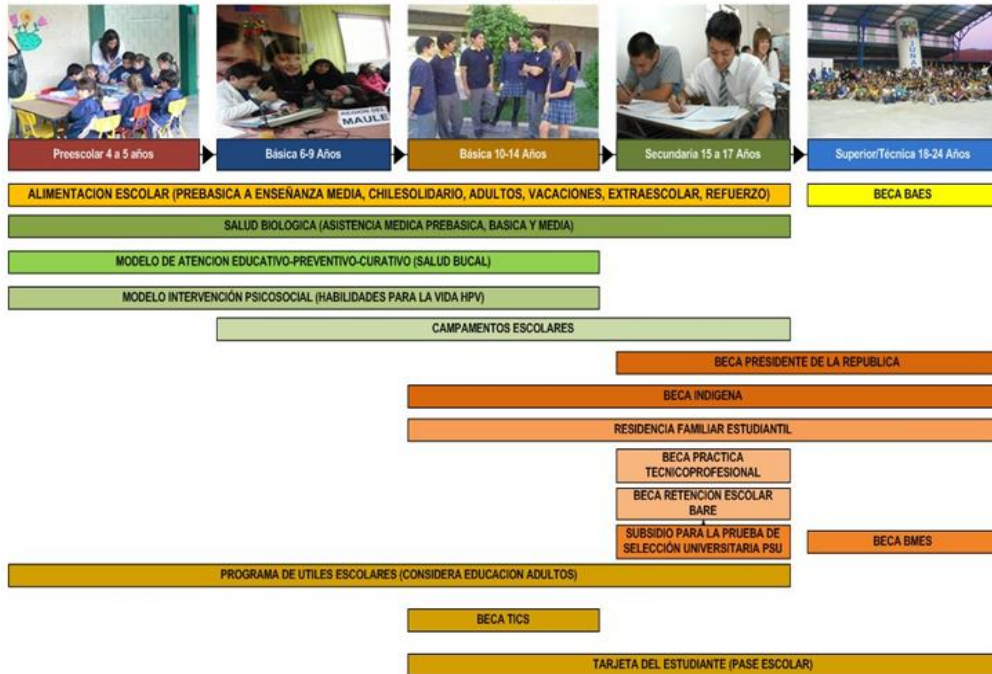 JUNA
REGION DEL
MAULE
Preescolar 4 a 5 años
Básica 6-9 Años
Básica 10-14 Años
Secundaria 15 a 17 Años
Superior/Técnica 18-24 Años
ALIMENTACION ESCOLAR (PREBASICA A ENSEÑANZA MEDIA, CHILESOLIDARIO, ADULTOS, VACACIONES, EXTRAESCOLAR, REFUERZO)
BECA BAES
SALUD BIOLOGICA (ASISTENCIA MEDICA PREBASICA, BASICA Y MEDIA)
MODELO DE ATENCION EDUCATIVO-PREVENTIVO-CURATIVO (SALUD BUCAL)
MODELO INTERVENCIÓN PSICOSOCIAL (HABILIDADES PARA LA VIDA HPV)
CAMPAMENTOS ESCOLARES
BECA PRESIDENTE DE LA REPUBLICA
BECA INDIGENA
RESIDENCIA FAMILIAR ESTUDIANTIL
BECA PRACTICA
TECNICOPROFESIONAL
BECA RETENCION ESCOLAR
BARE
SUBSIDIO PARA LA PRUEBA DE
SELECCIÓN UNIVERSITARIA PSU
BECA BMES
PROGRAMA DE UTILES ESCOLARES (CONSIDERA EDUCACION ADULTOS)
BECA TICS
TARJETA DEL ESTUDIANTE (PASE ESCOLAR)